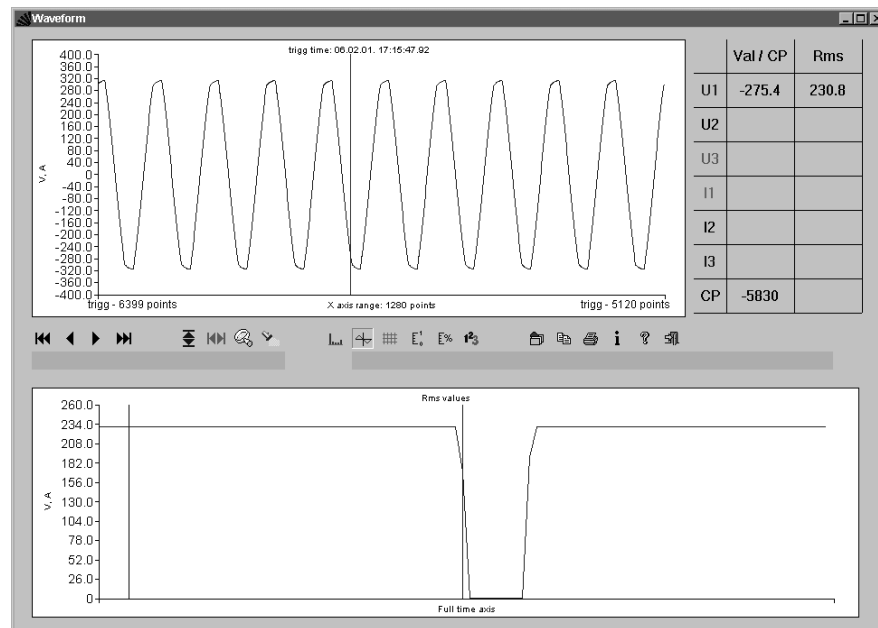 Waveform
trigg time: 06.02.01. 17:15:47.92
400.0
360.0
320.0
280.0
240.0
200.0
160.0
120.0
80.0
40.0
0
-40.0
-80.0
-120.0
-160.0
-200.0
-240.0
-280.0
-320.0
-360.0
-400.0
V, A
trigg - 6399 points
X axis range: 1280 points
trigg - 5120 points
Val / CP Rms
U1 -275.4 230.8
U2
U3
I1
I2
I3
CP -5830
Rms values
260.0
234.0
208.0
182.0
156.0
130.0
104.0
78.0
52.0
26.0
0
V, A
Full time axis